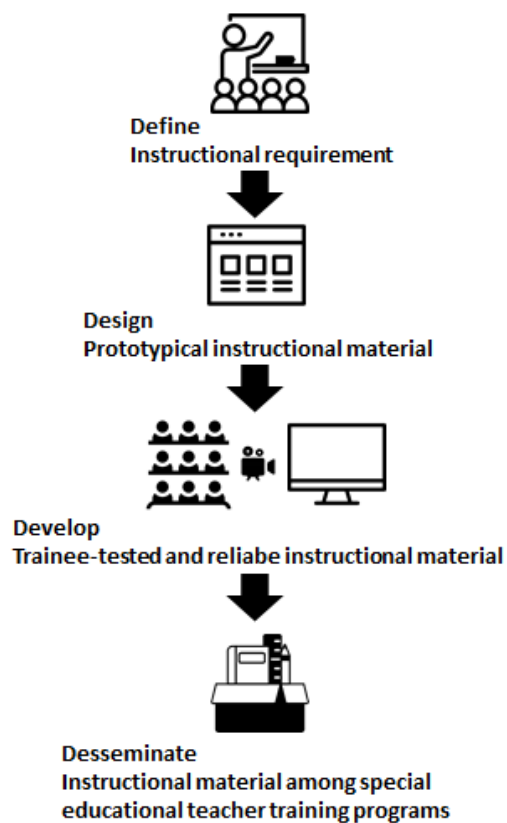 Define
Instructional requirement
Design
Prototypical instructional material
Develop
Trainee-tested and reliabe instructional material
Desseminate
Instructional material among special
educational teacher training programs